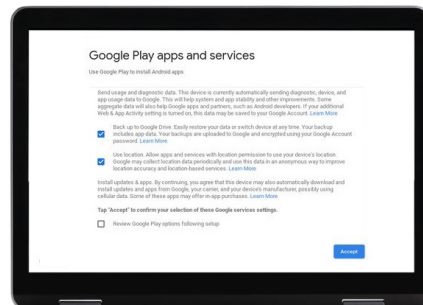 Google Play apps and services
Use Google Play to install Android apps
Send usage and diagnostic data. This device is currently automatically sending diagnostic, device, and
app usage data to Google. This will help system and app stability and other improvements. Some
aggregate data will also help Google apps and partners, such as Android developers. If your additional
Web & App Activity setting is turned on, this data may be saved to your Google Account. Learn More
Back up to Google Drive. Easily restore your data or switch device at any time. Your backup
includes app data. Your backups are uploaded to Google and encrypted using your Google Account
password. Learn More
Use location. Allow apps and services with location permission to use your device's location.
Google may collect location data periodically and use this data in an anonymous way to improve
location accuracy and location-based services. Learn More
Install updates & apps. By continuing, you agree that this device may also automatically download and
install updates and apps from Google, your carrier, and your device's manufacturer, possibly using
cellular data. Some of these apps may offer in-app purchases. Learn More
Tap "Accept" to confirm your selection of these Google services settings.
Review Google Play options following setup
Accept